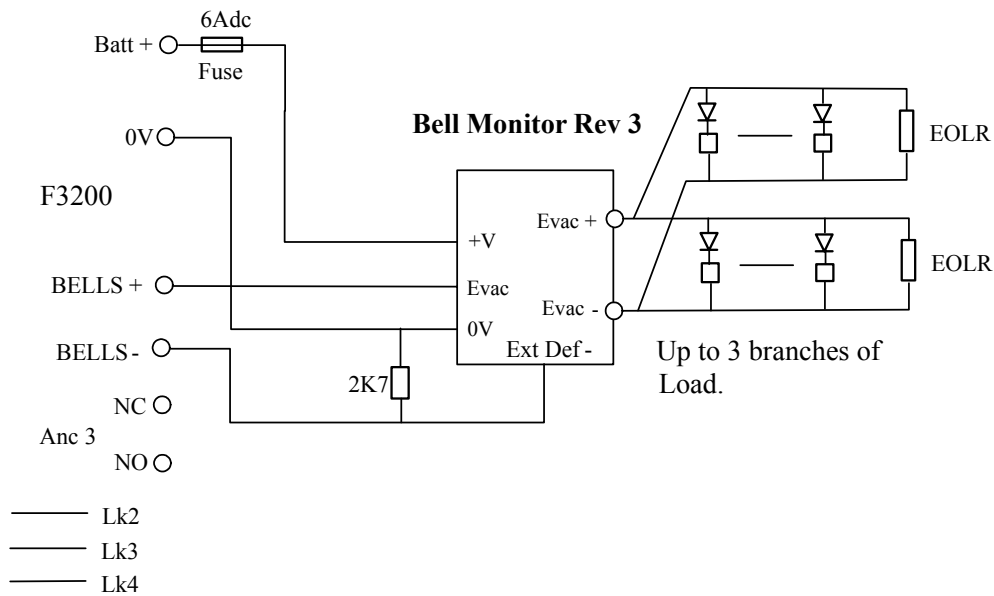 6Adc
Batt +
Fuse
0V
Bell Monitor Rev 3
EOLR
F3200
Evac +
+V
BELLS +
Evac
EOLR
Evac -
0V
BELLS -
Ext Def -
Up to 3 branches of
Load.
2K7
NC
Anc 3
NO
Lk2
Lk3
Lk4